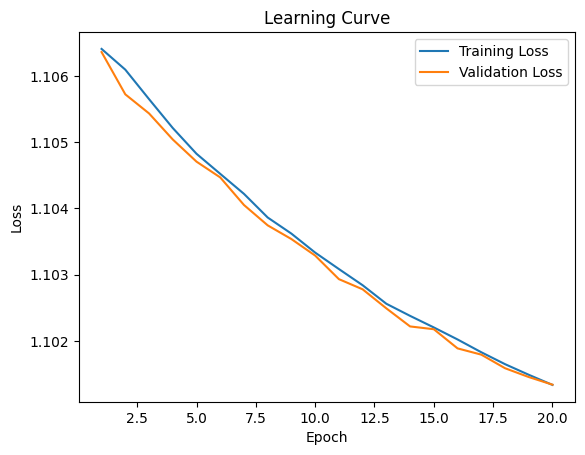 Learning Curve
Training Loss
Validation Loss
1.106
1.105
1.104
1.103
1.102
Loss
2.5 5.0 7.5 10.0 12.5 15.0 17.5 20.0
Epoch